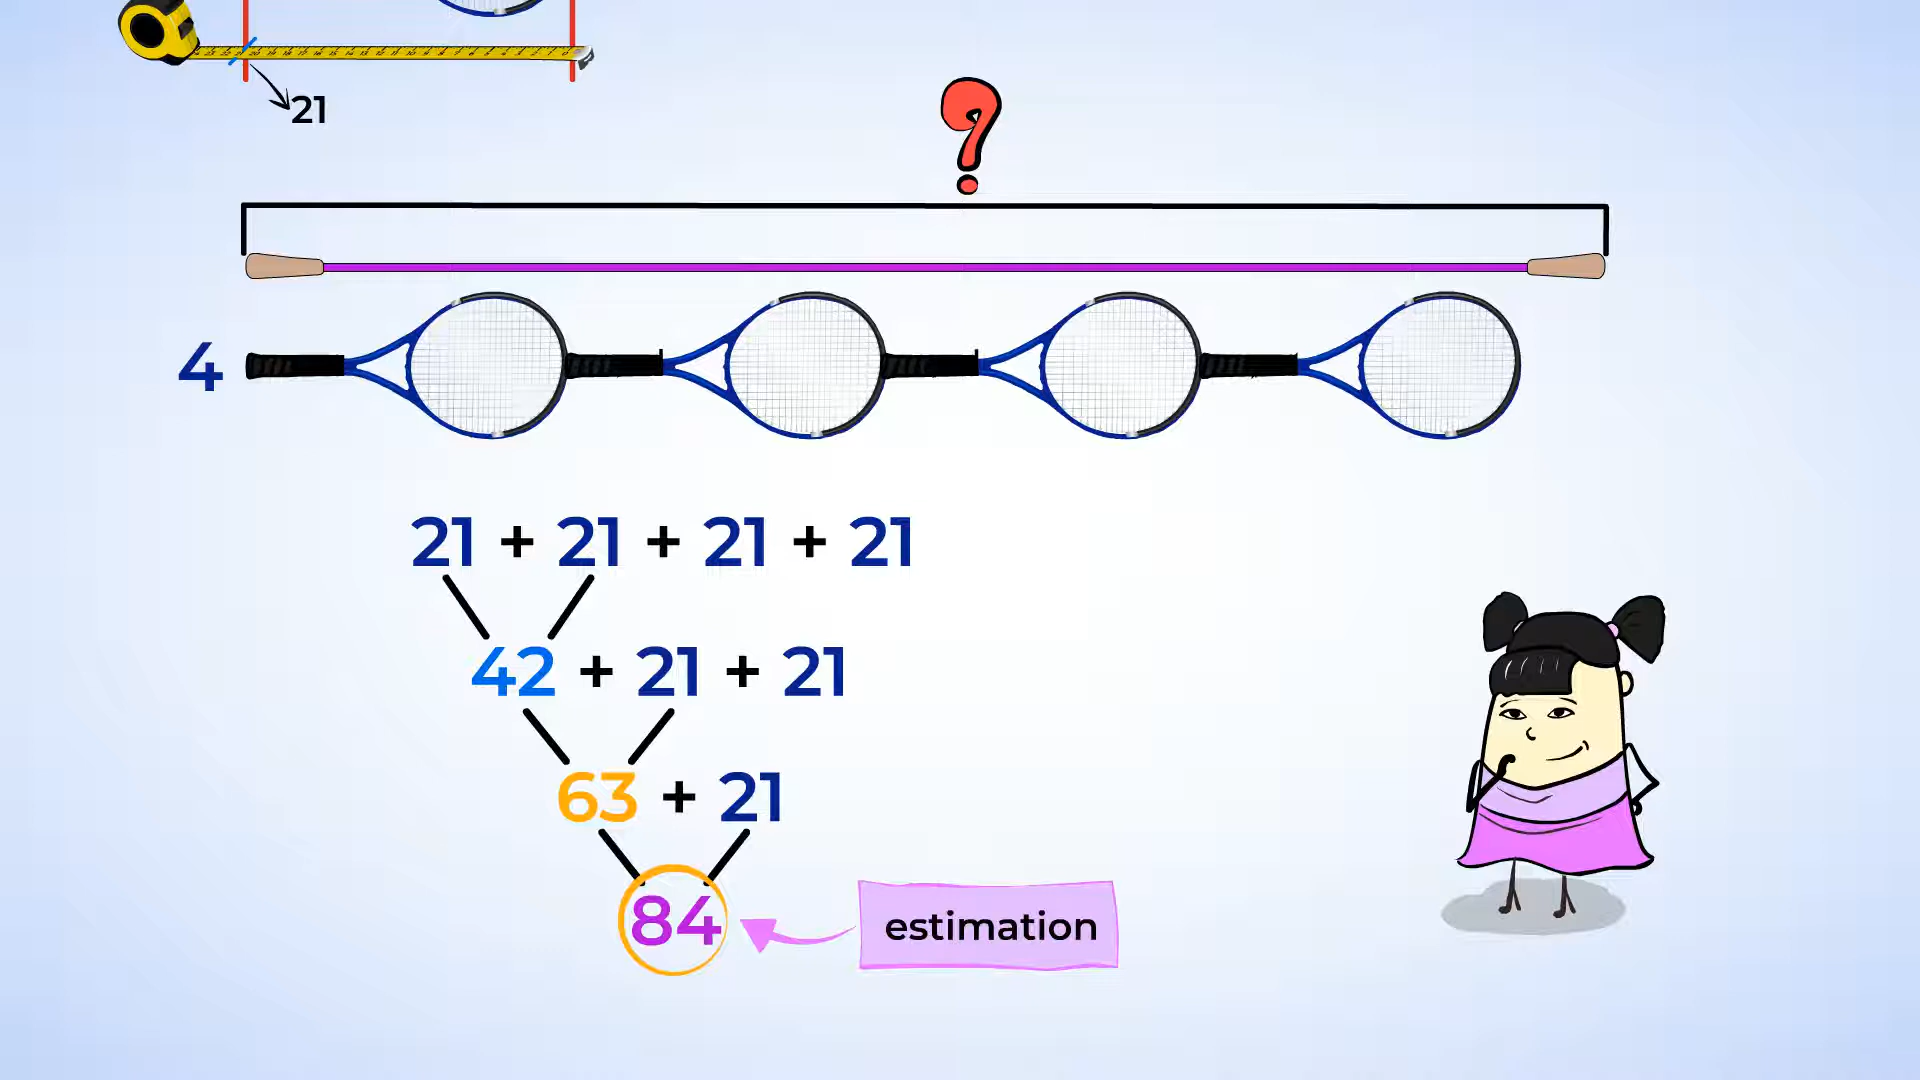 21
?
4
21 + 21 + 21 + 21
42 + 21 + 21
63 + 21
84
estimation